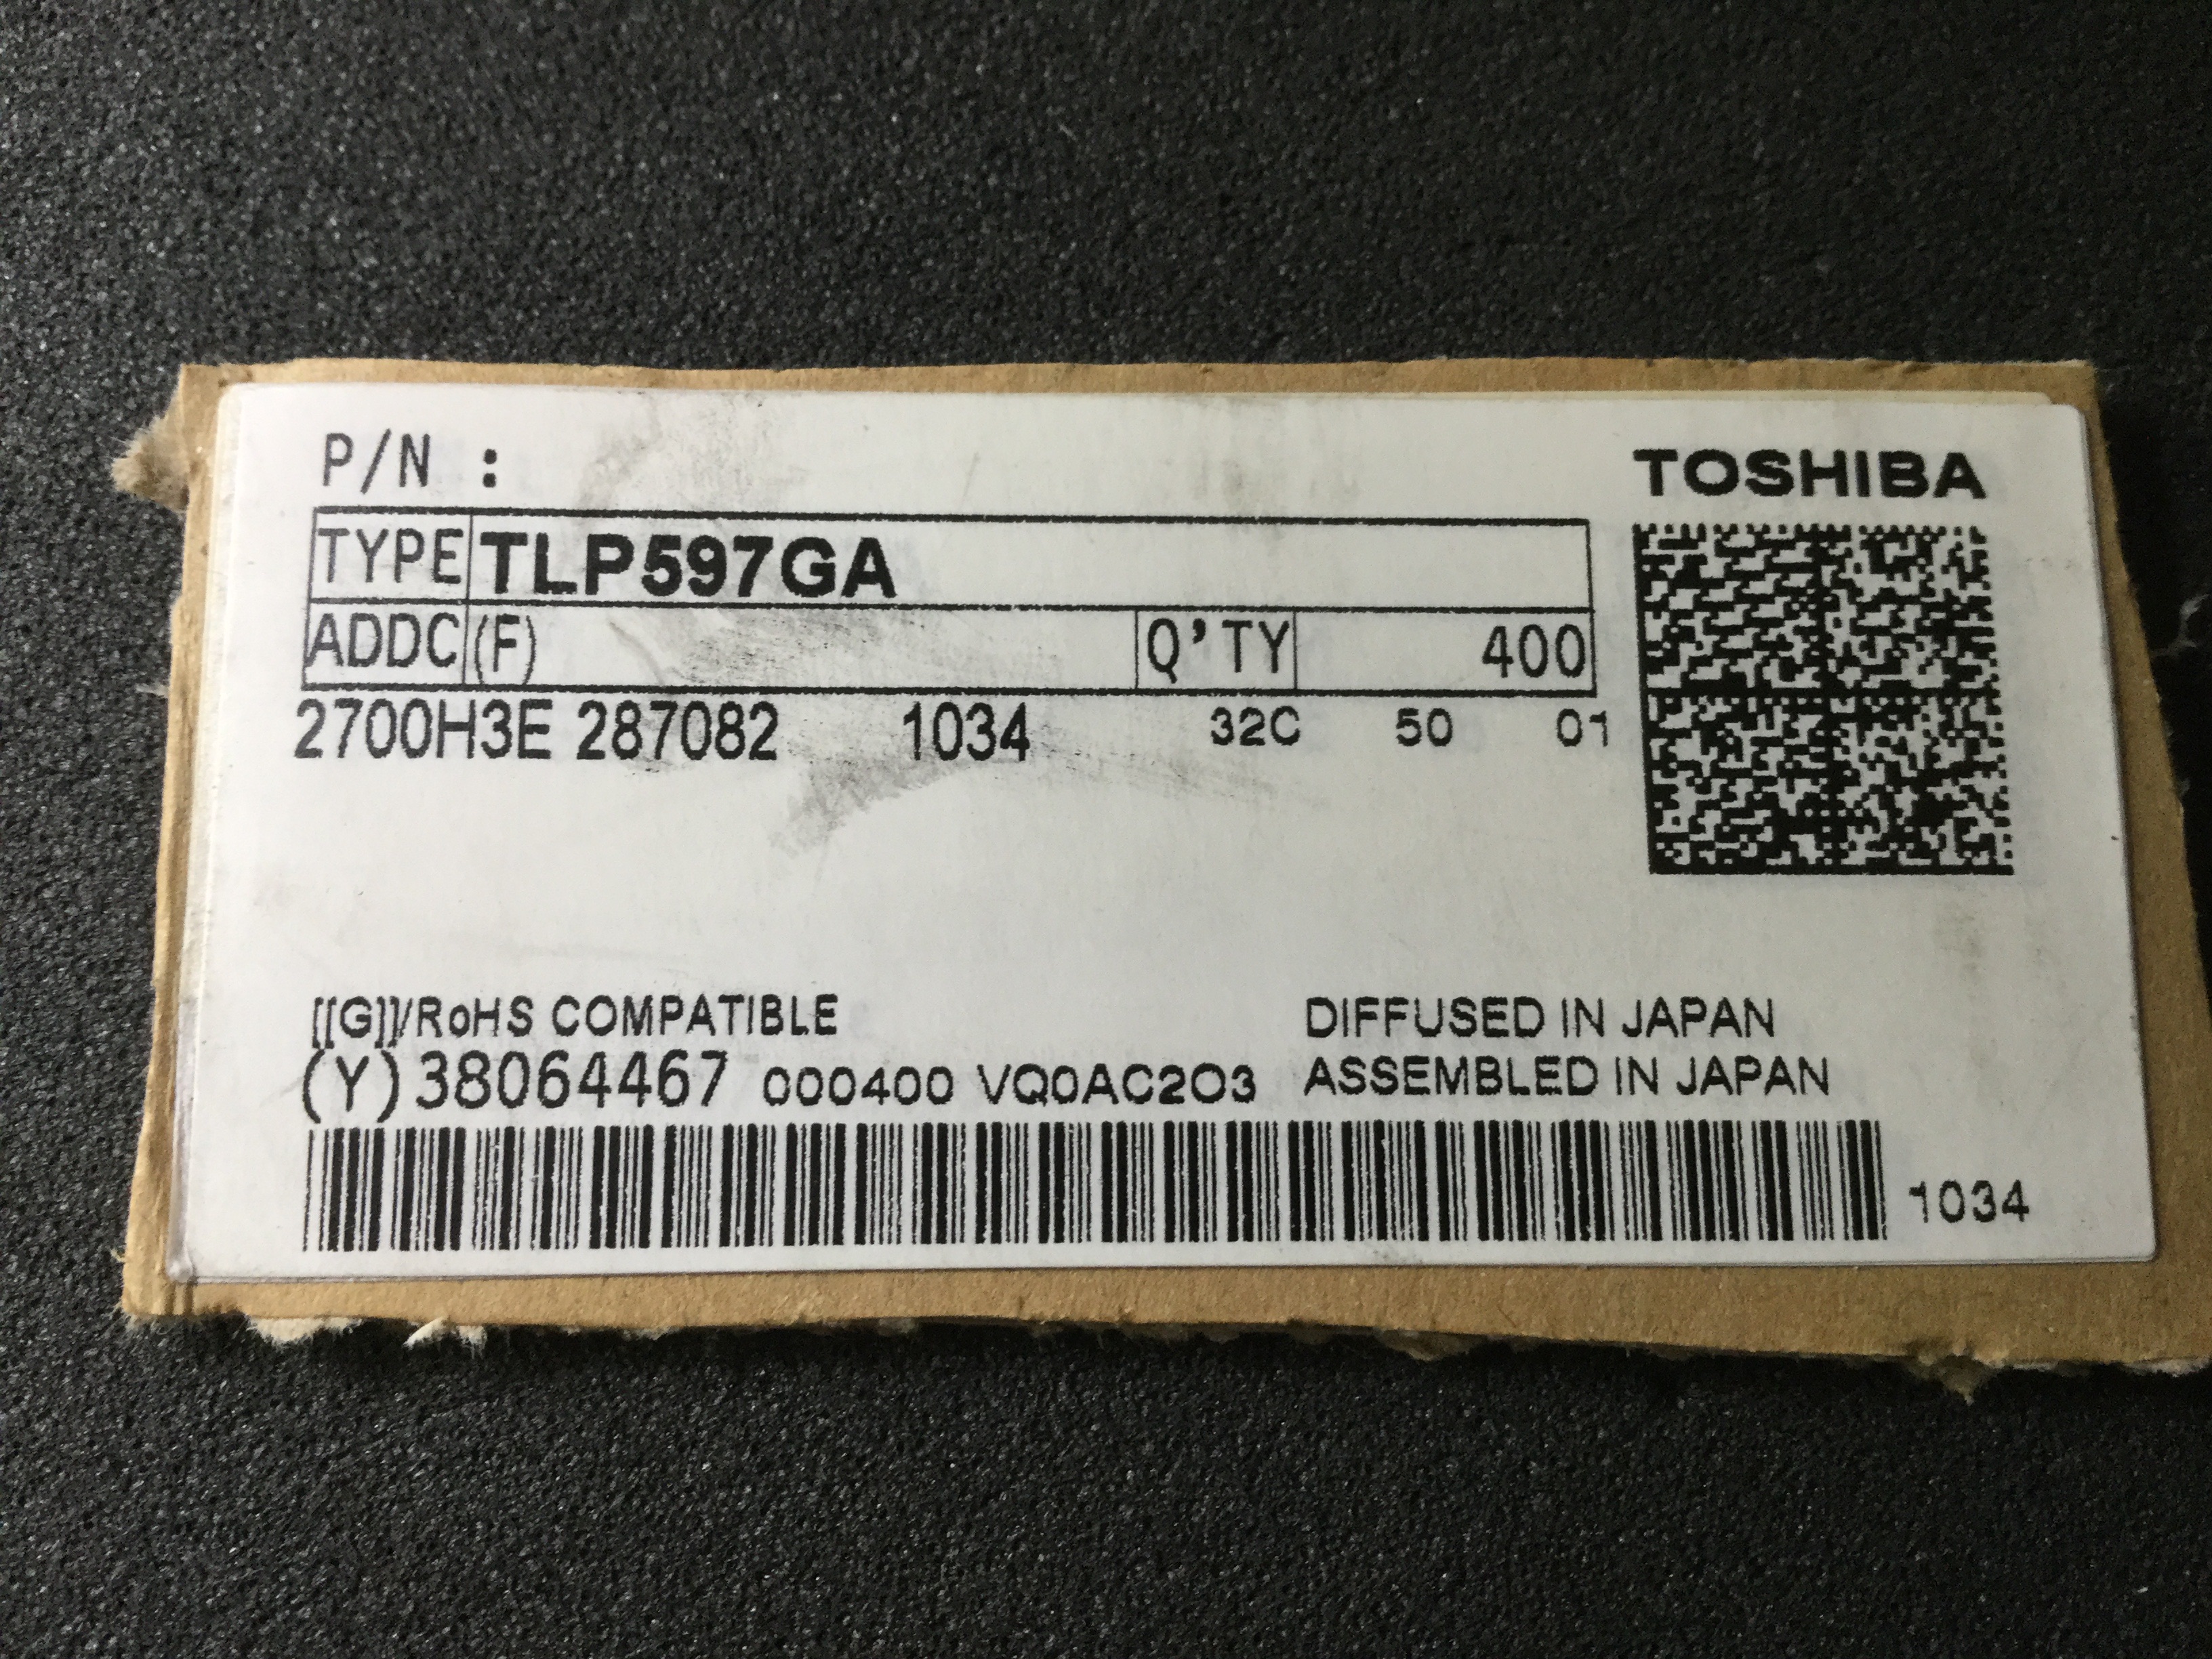 P/N :
TOSHIBA
TYPE TLP597GA
ADDC (F) Q'TY 400
2700H3E 287082 1034 32C 50 01
[[G]]/RoHS COMPATIBLE
DIFFUSED IN JAPAN
(Y)38064467 000400 VQ0AC2O3
ASSEMBLED IN JAPAN
1034